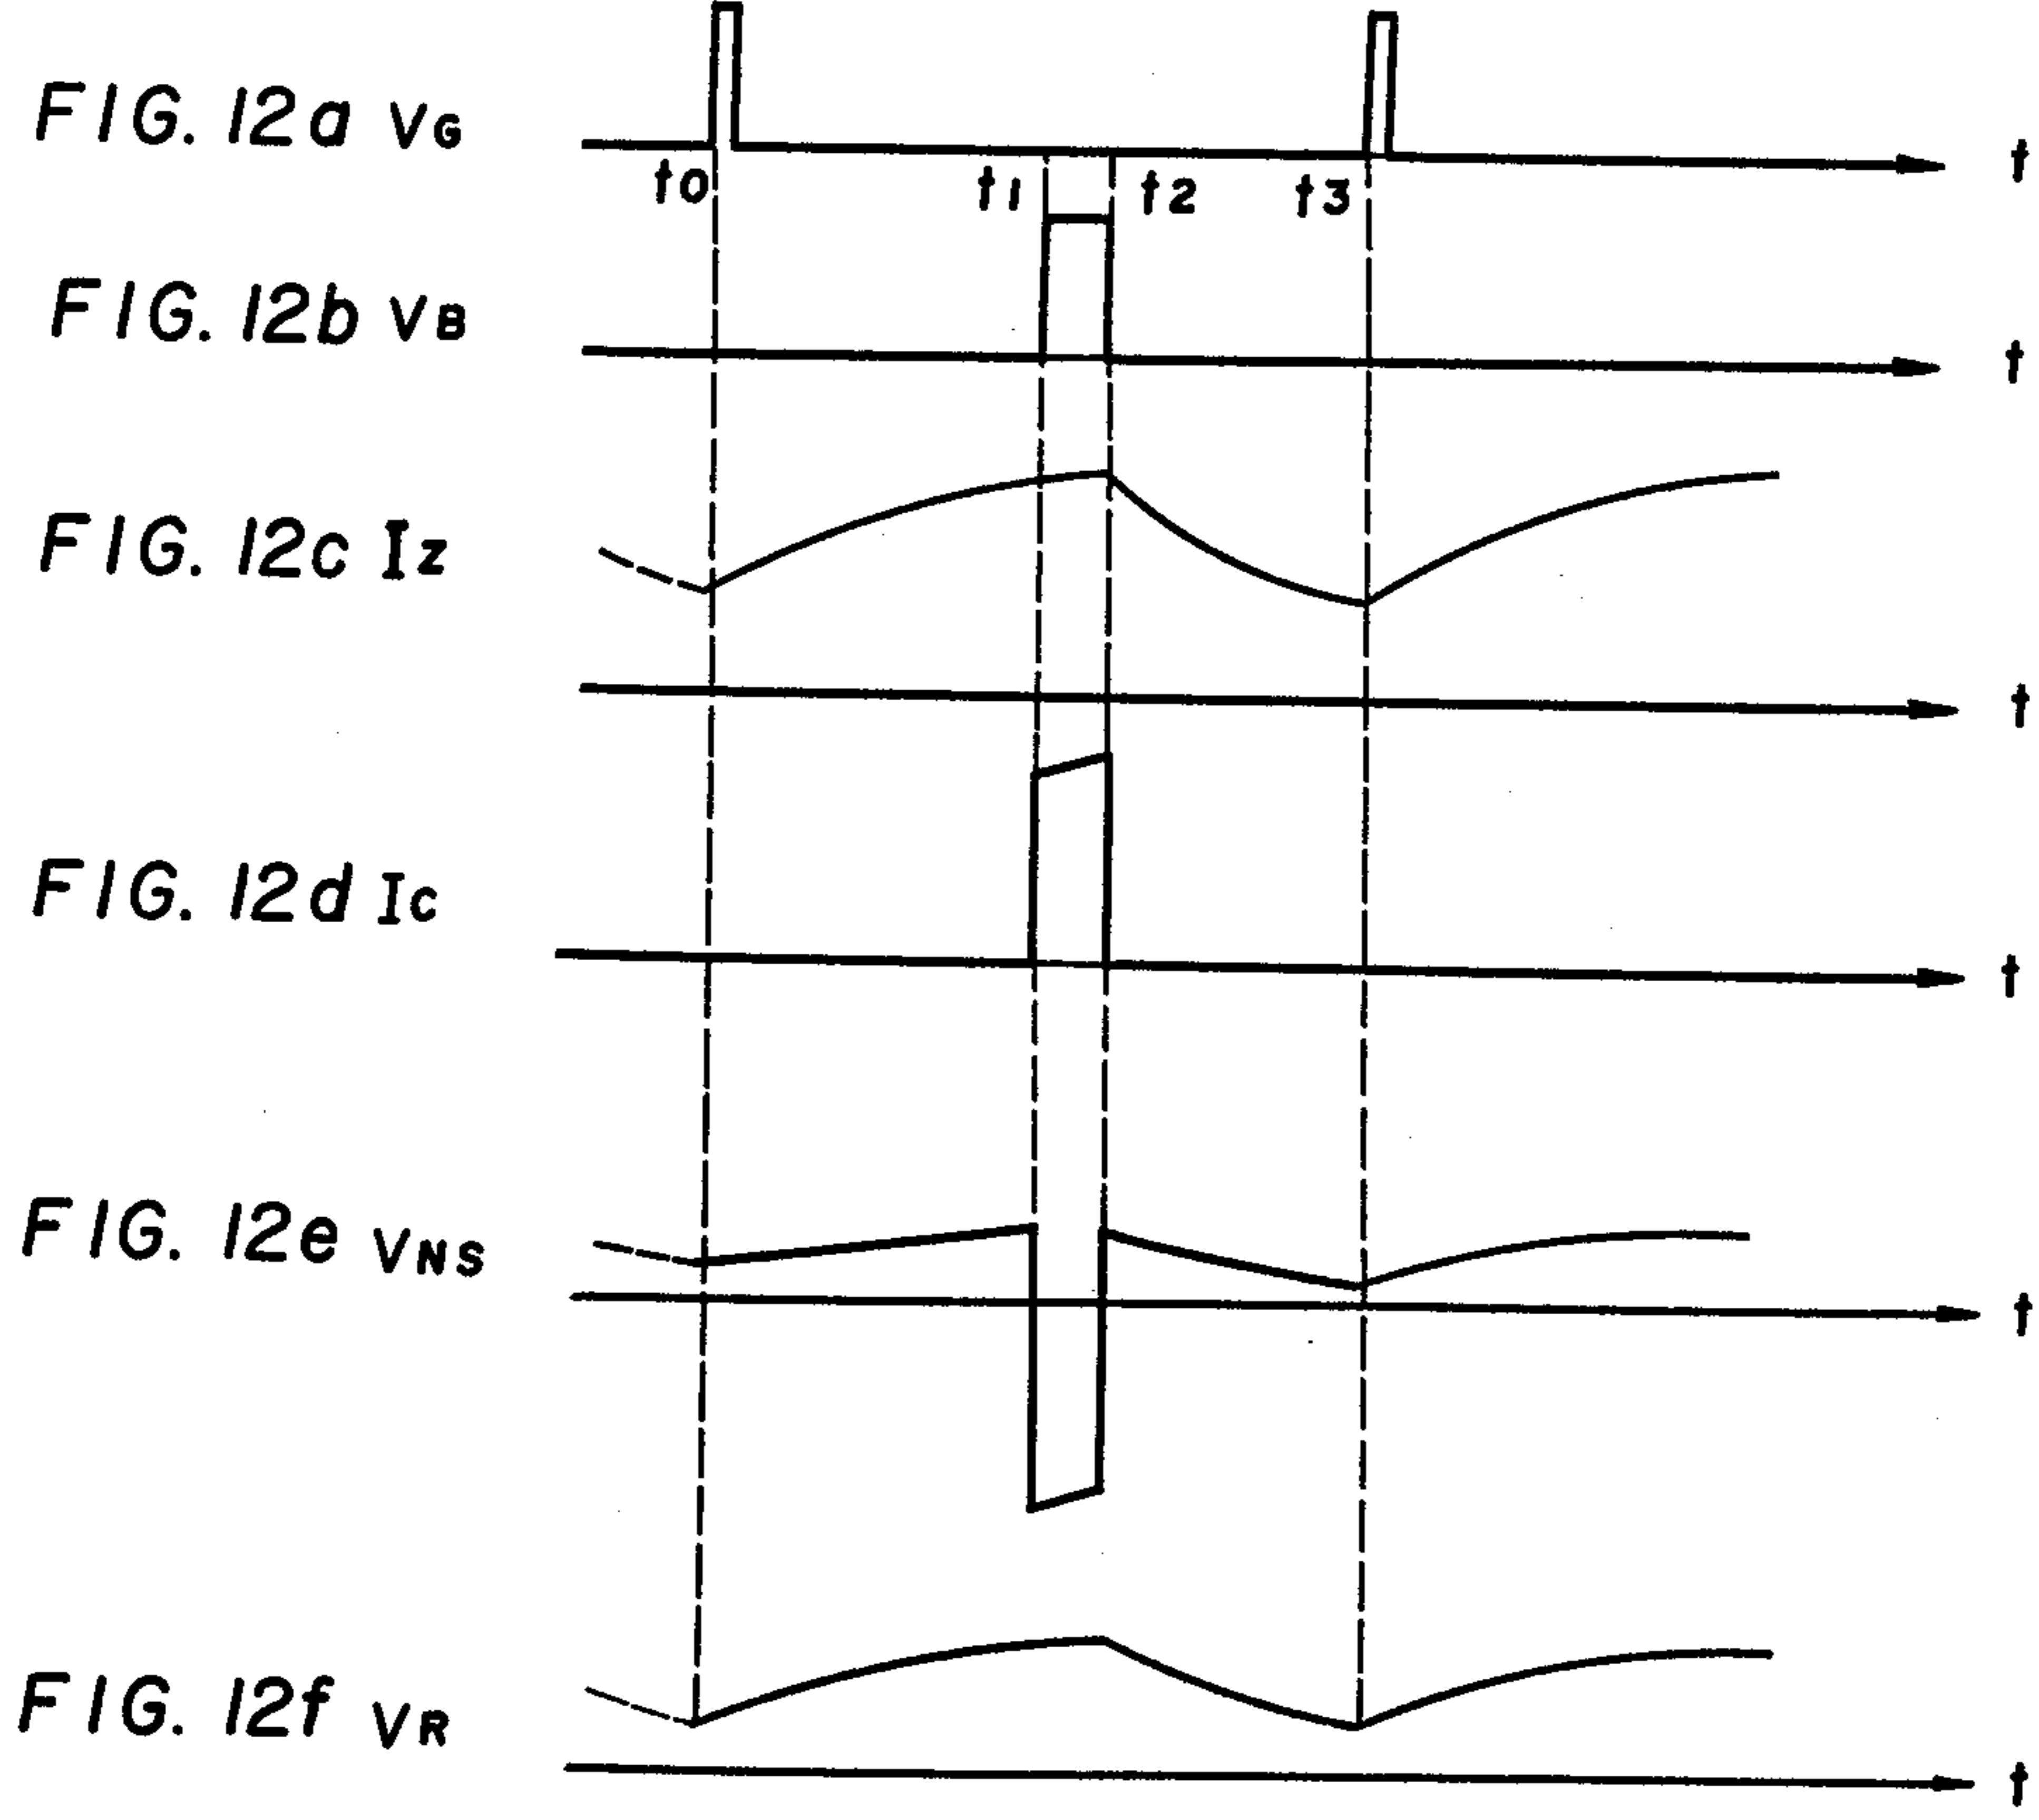 FIG. 12a VG
t
t0 t1 t2 t3
FIG. 12b VB
t
FIG. 12c Iz
t
FIG. 12d Ic
t
FIG. 12e VNS
t
FIG. 12f VR
t